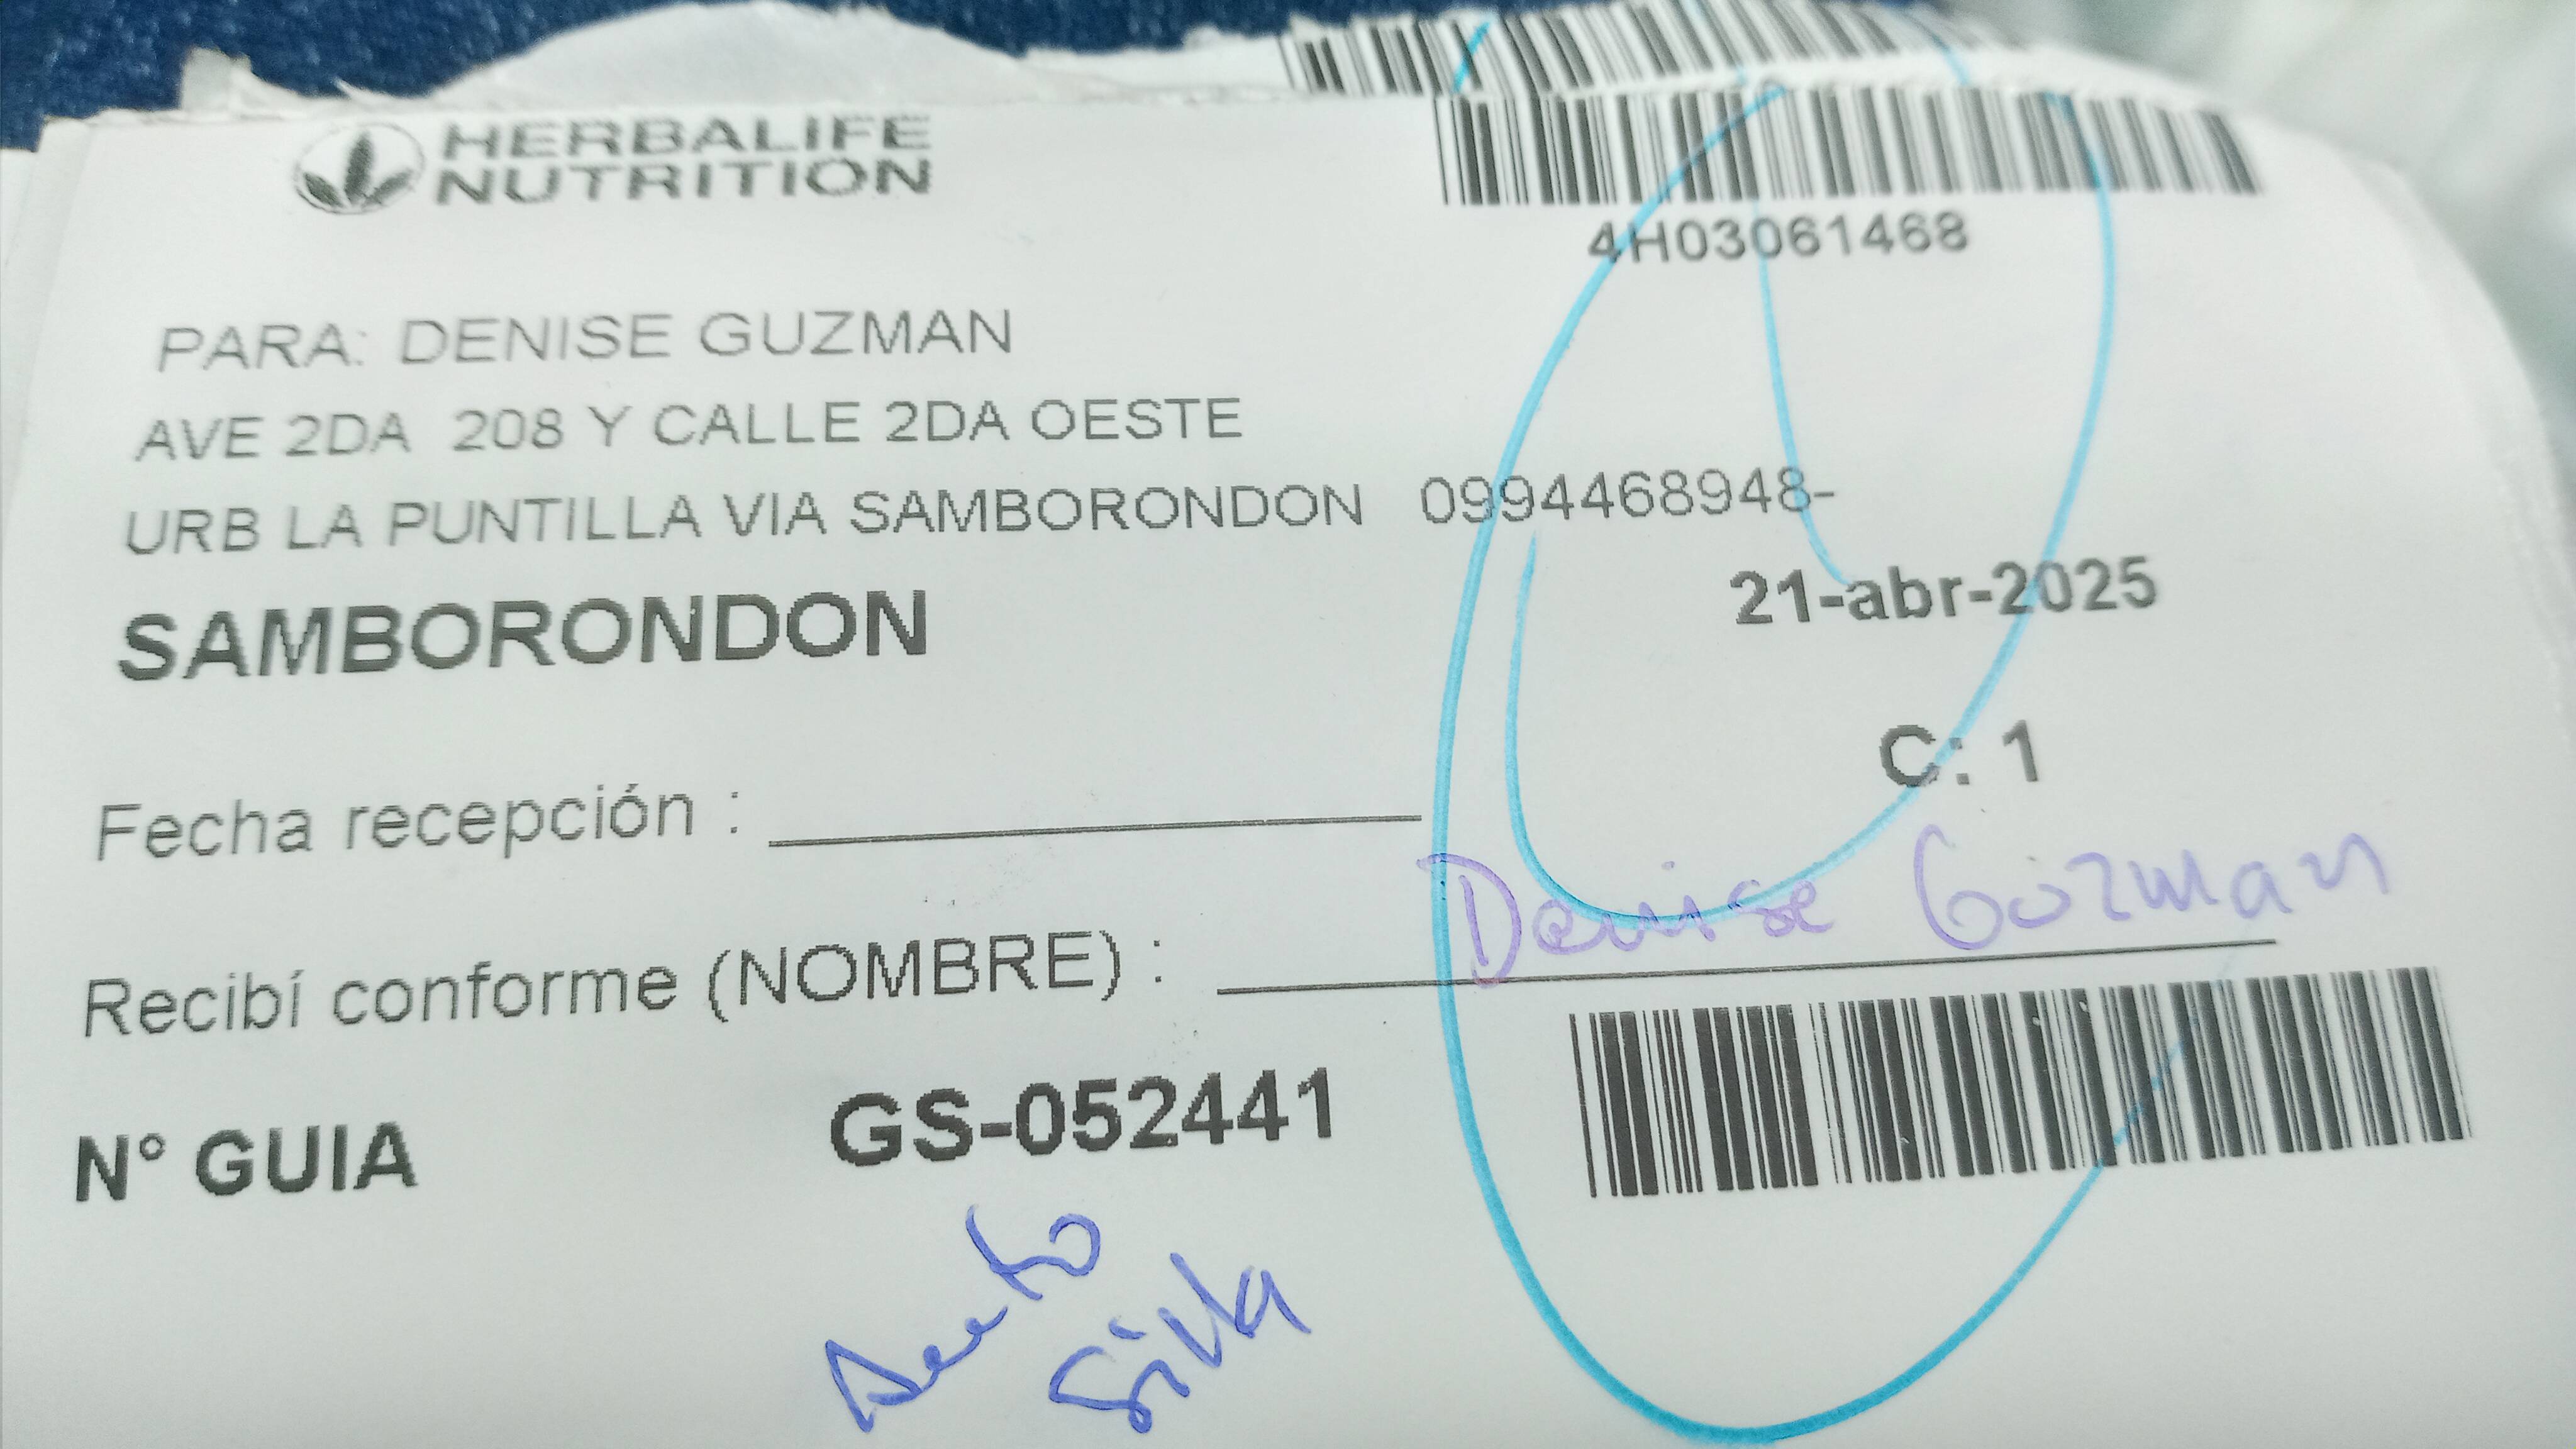 HERBALIFE
NUTRITION
4H03061468
PARA: DENISE GUZMAN
AVE 2DA 208 Y CALLE 2DA OESTE
URB LA PUNTILLA VIA SAMBORONDON 0994468948-
SAMBORONDON
21-abr-2025
C: 1
Fecha recepción :
Recibí conforme (NOMBRE) : Denise Guzman
N° GUIA GS-052441
Silva